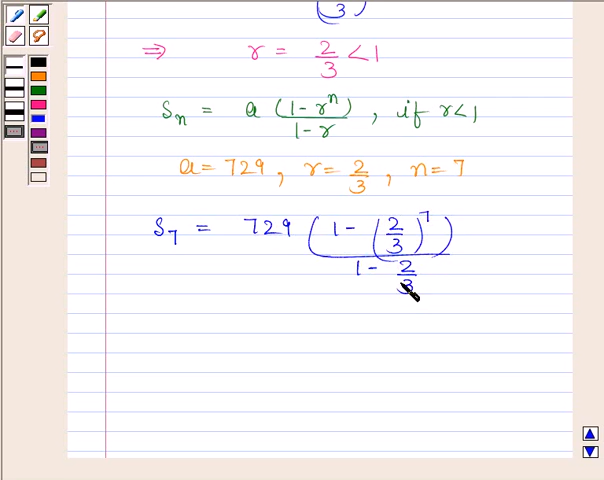 3
⇒ r = 2/3 < 1
Sn = a (1 - r^n)/(1 - r) , if r < 1
a = 729 , r = 2/3 , n = 7
S7 = 729 (1 - (2/3)^7)/(1 - 2/3)